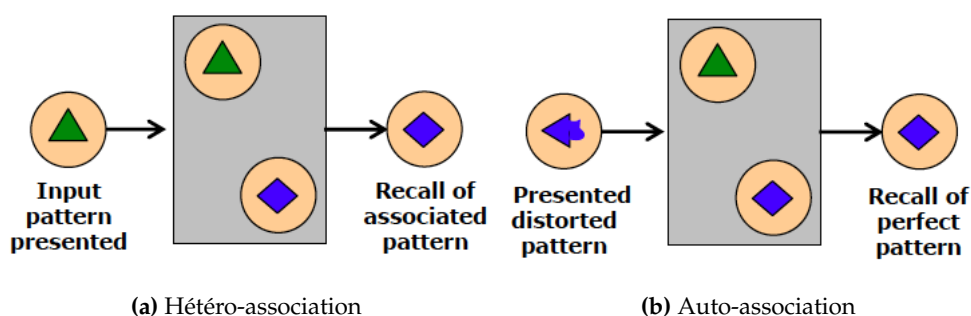 Input
pattern
presented
Recall of
associated
pattern
(a) Hétéro-association
Presented
distorted
pattern
Recall of
perfect
pattern
(b) Auto-association